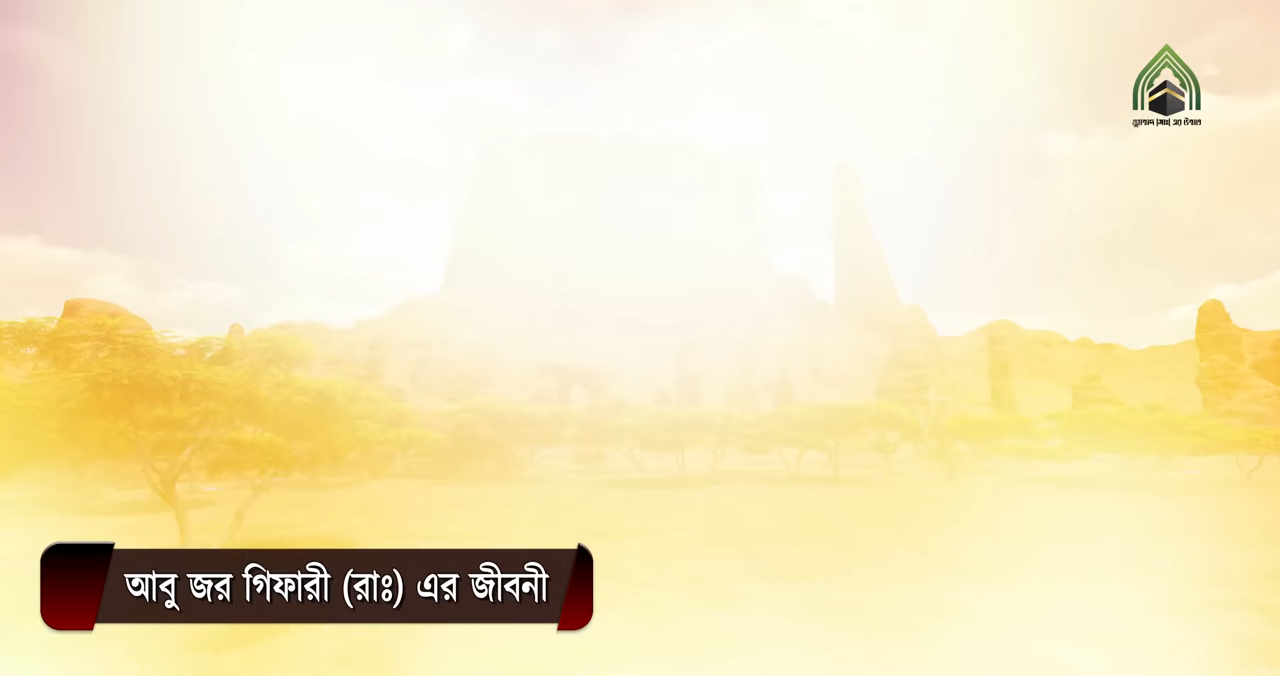 আবু জর গিফারী (রাঃ) এর জীবনী